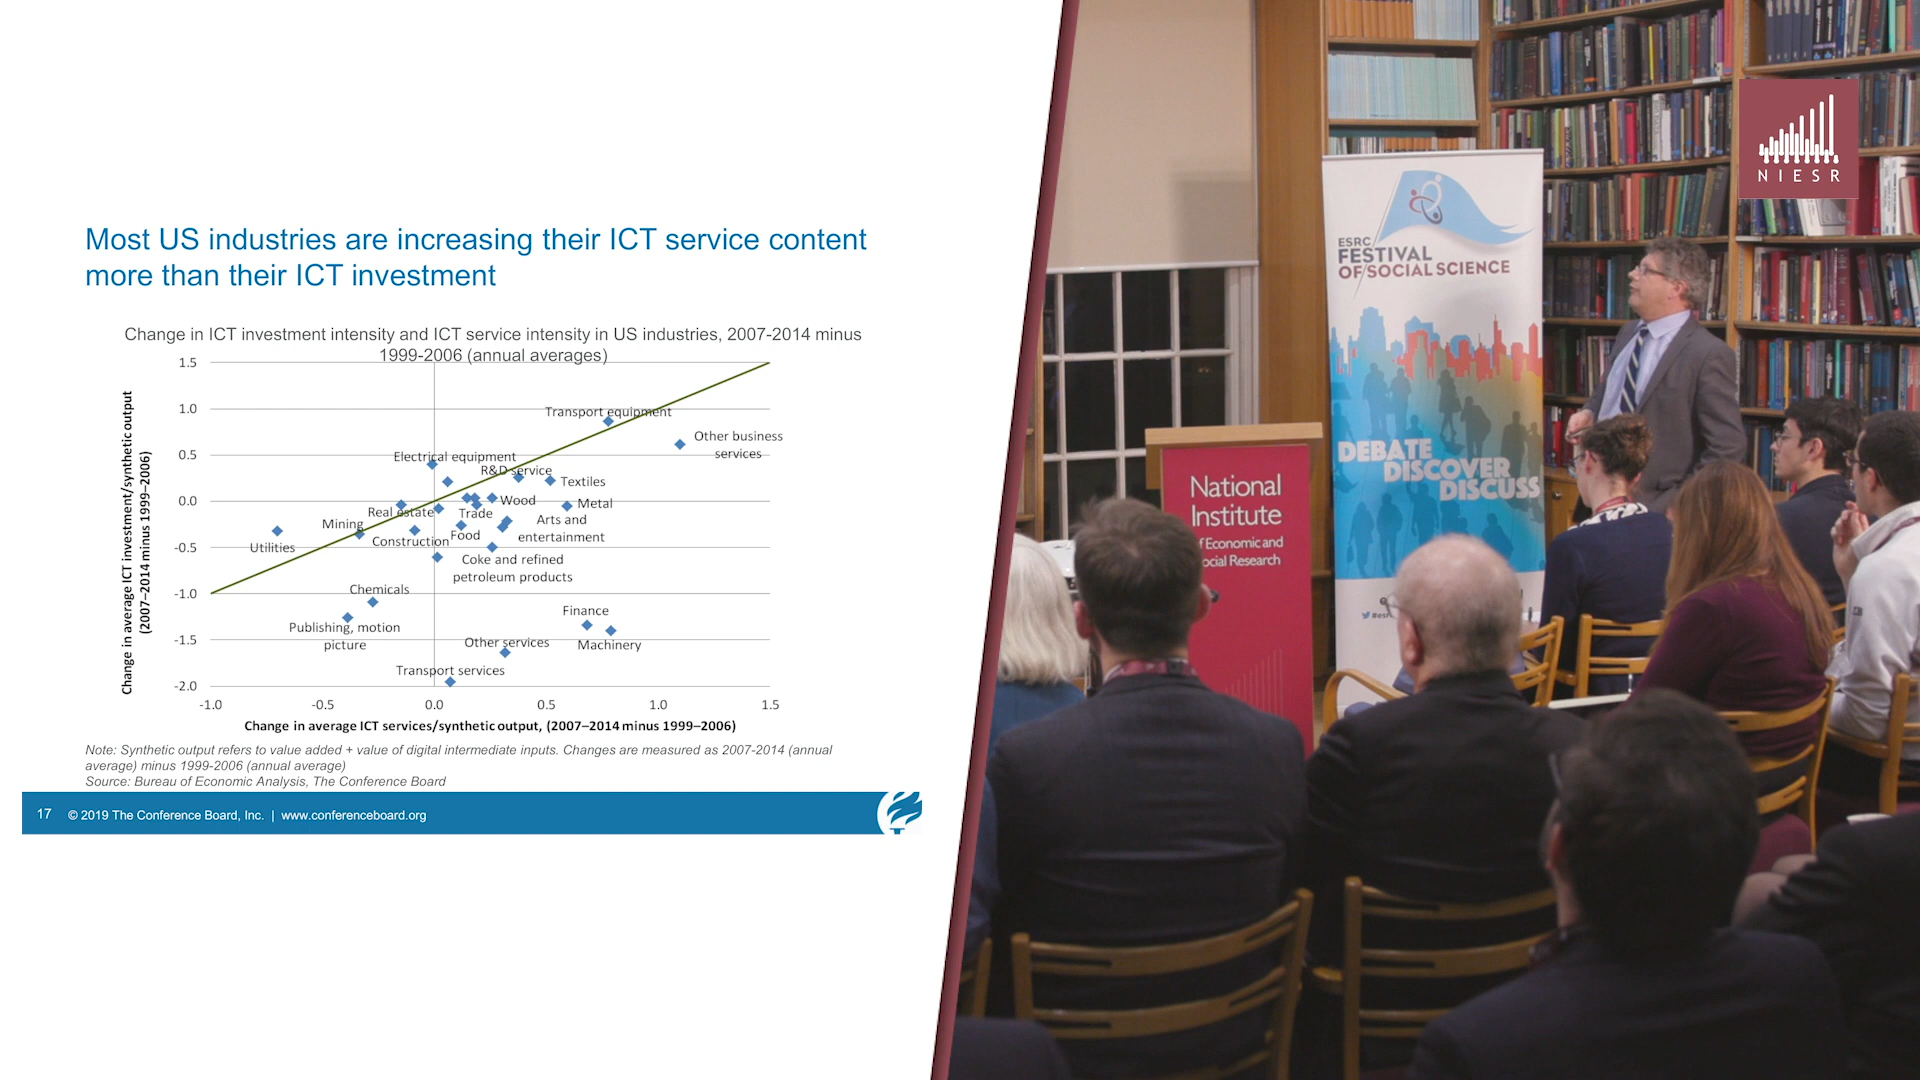 Most US industries are increasing their ICT service content
more than their ICT investment
Change in ICT investment intensity and ICT service intensity in US industries, 2007-2014 minus
1999-2006 (annual averages)
Change in average ICT investment/synthetic output
(2007–2014 minus 1999–2006)
1.5
1.0
0.5
0.0
-0.5
-1.0
-1.5
-2.0
Transport equipment
Other business
services
Electrical equipment
R&D service
Textiles
Wood
Metal
Real estate
Trade
Mining
Arts and
entertainment
Utilities
Construction
Food
Coke and refined
petroleum products
Chemicals
Publishing, motion
picture
Finance
Machinery
Other services
Transport services
-1.0
-0.5
0.0
0.5
1.0
1.5
Change in average ICT services/synthetic output, (2007–2014 minus 1999–2006)
Note: Synthetic output refers to value added + value of digital intermediate inputs. Changes are measured as 2007-2014 (annual
average) minus 1999-2006 (annual average)
Source: Bureau of Economic Analysis, The Conference Board
17 © 2019 The Conference Board, Inc. | www.conferenceboard.org
NIESR
ESRC
FESTIVAL
OF SOCIAL SCIENCE
DEBATE
DISCOVER
DISCUSS
National
Institute
of Economic and
Social Research